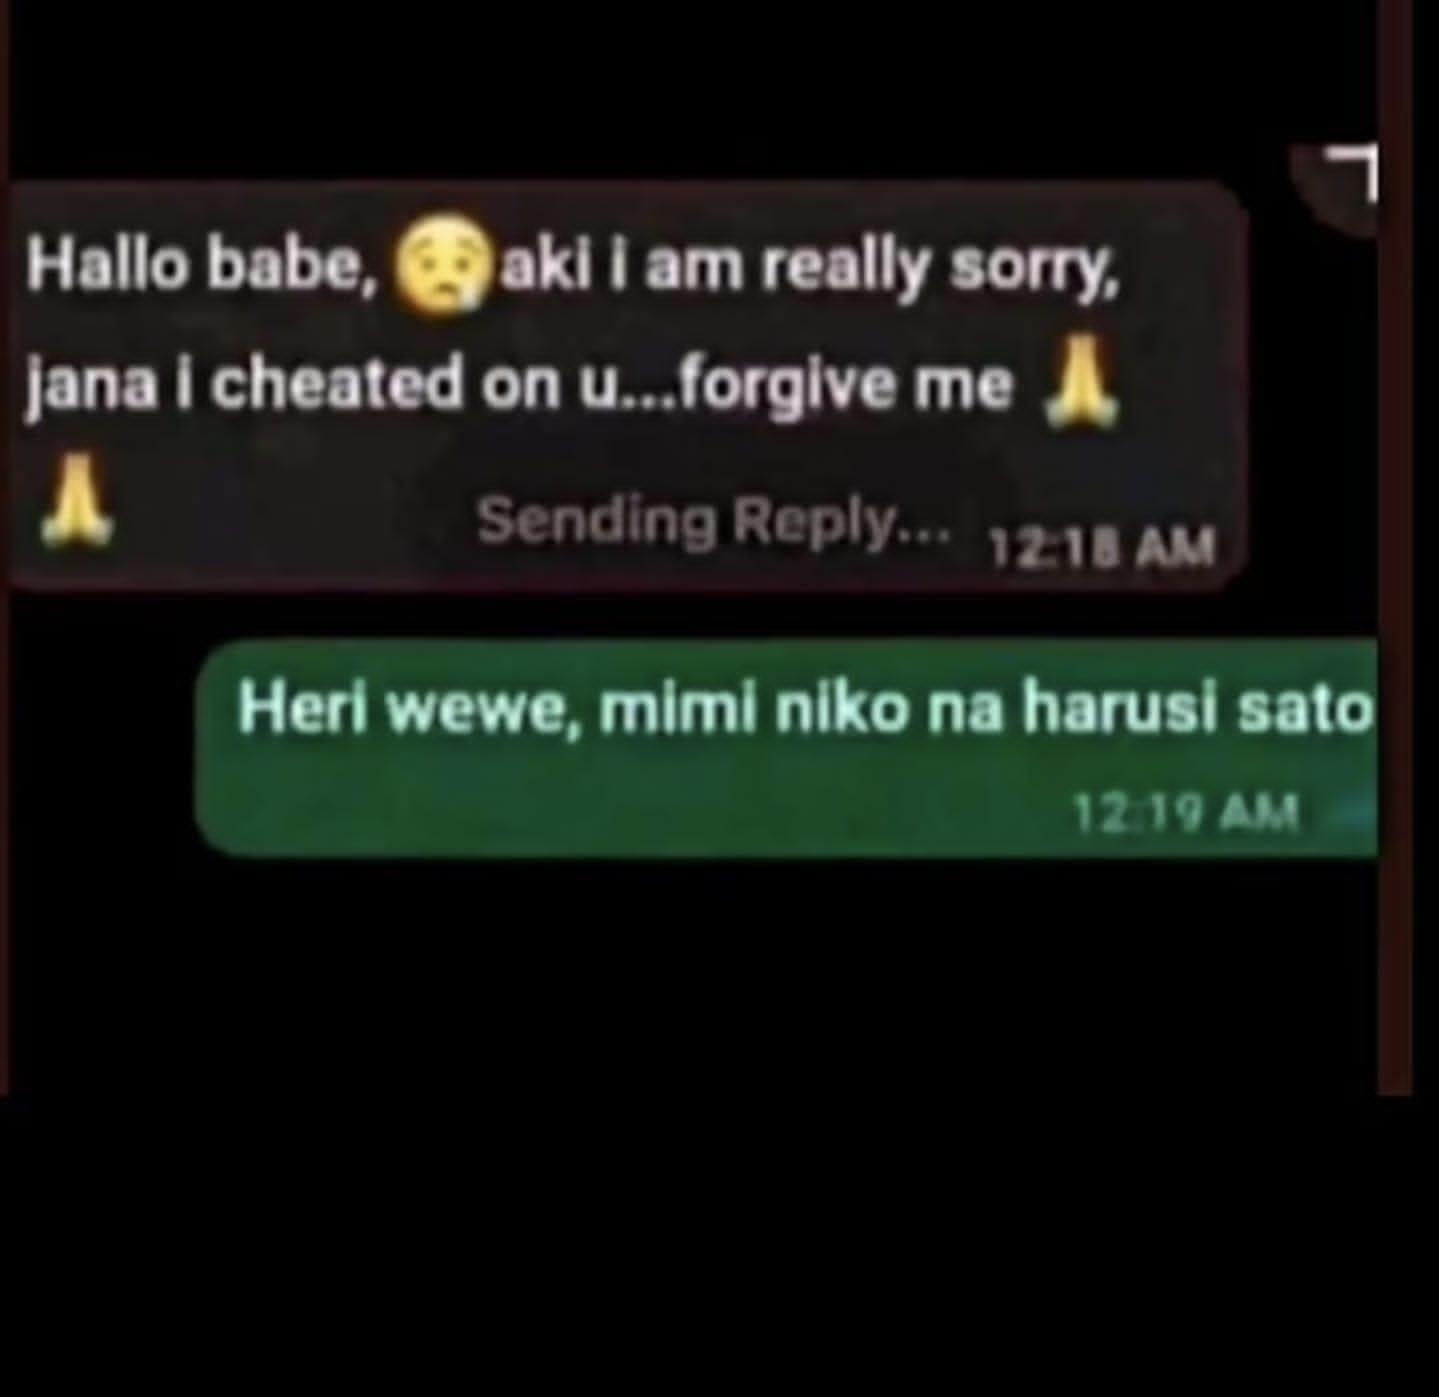 Hallo babe, 😢aki i am really sorry,
jana i cheated on u...forgive me 🙏
🙏
Sending Reply... 12:18 AM
Heri wewe, mimi niko na harusi sato
12:19 AM